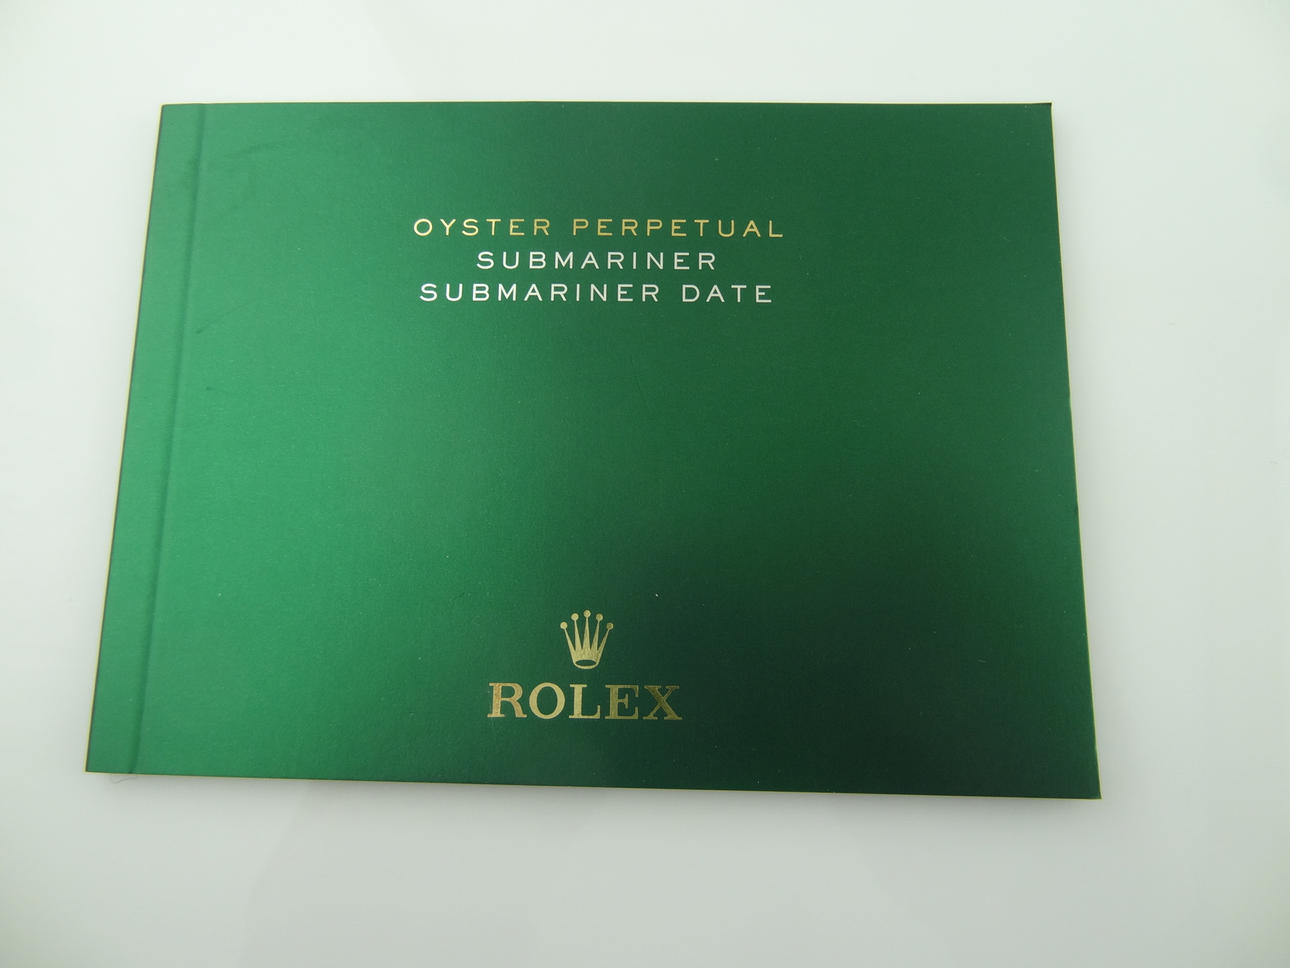 OYSTER PERPETUAL
SUBMARINER
SUBMARINER DATE
ROLEX